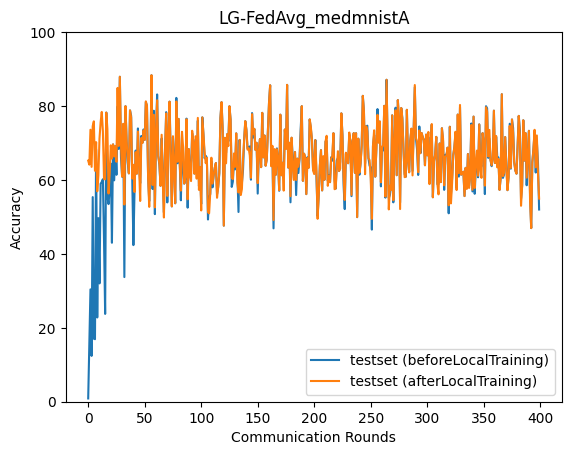 LG-FedAvg_medmnistA
100
80
60
40
20
0
Accuracy
0 50 100 150 200 250 300 350 400
Communication Rounds
testset (beforeLocalTraining)
testset (afterLocalTraining)